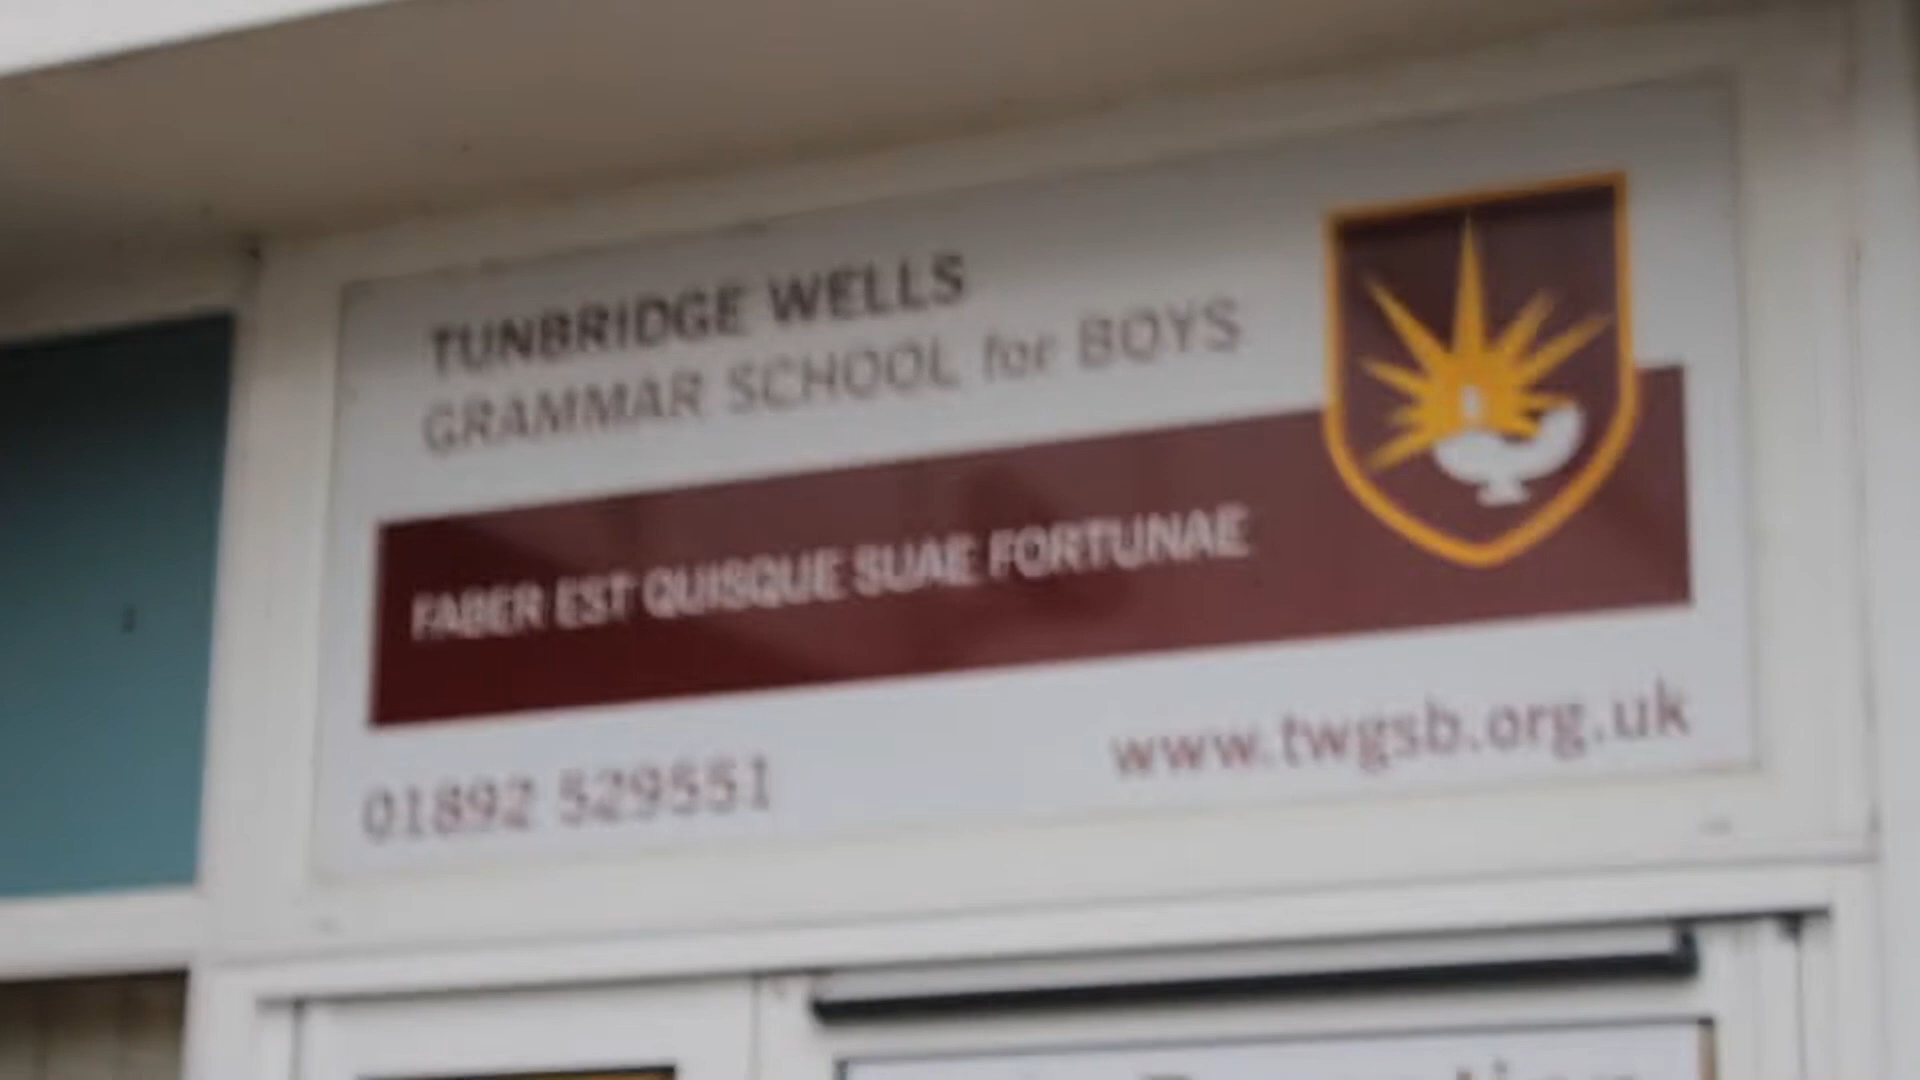 TUNBRIDGE WELLS
GRAMMAR SCHOOL for BOYS
FABER EST QUISQUE SUAE FORTUNAE
01892 529551
www.twgsb.org.uk